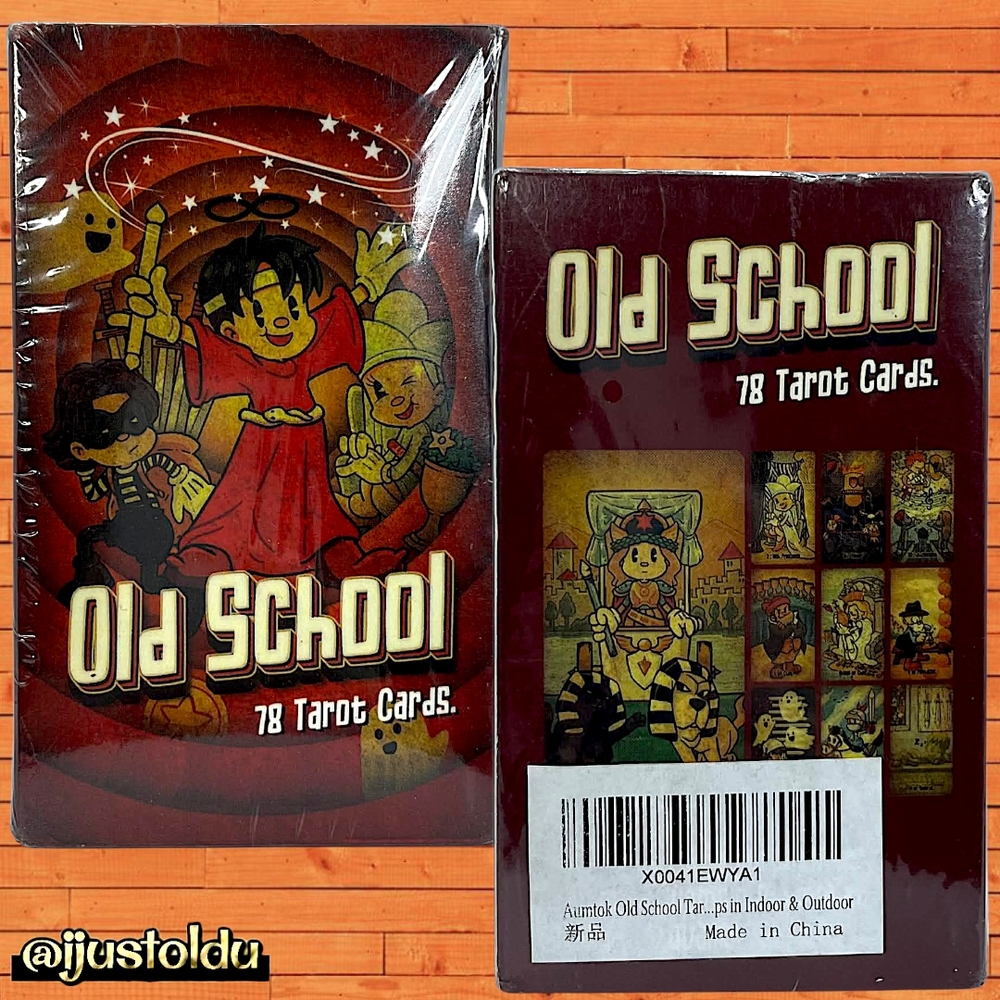 Old School
78 Tarot Cards.
Old School
78 Tarot Cards.
X0041EWYA1
Aumtok Old School Tar...ps in Indoor & Outdoor
新品
Made in China
@ijustoldu